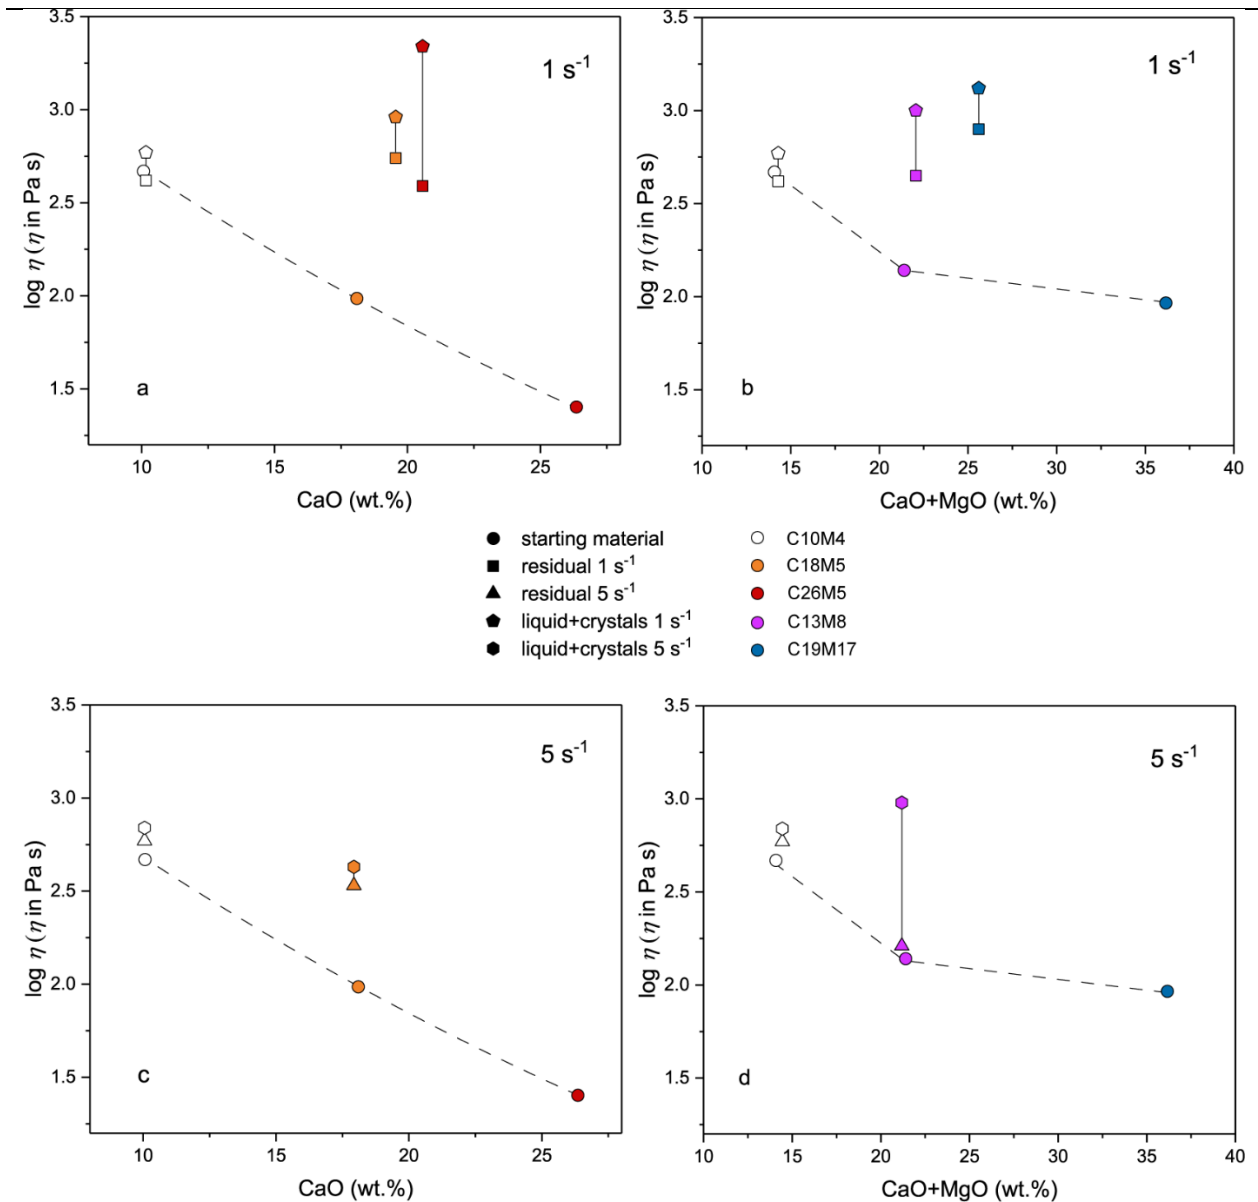 3.5
3.0
2.5
2.0
1.5
log η (η in Pa s)
1 s-1
a
10
15
20
25
CaO (wt.%)
3.5
3.0
2.5
2.0
1.5
log η (η in Pa s)
1 s-1
b
10
15
20
25
30
35
40
CaO+MgO (wt.%)
starting material
residual 1 s-1
residual 5 s-1
liquid+crystals 1 s-1
liquid+crystals 5 s-1
C10M4
C18M5
C26M5
C13M8
C19M17
3.5
3.0
2.5
2.0
1.5
log η (η in Pa s)
5 s-1
c
10
15
20
25
CaO (wt.%)
3.5
3.0
2.5
2.0
1.5
log η (η in Pa s)
5 s-1
d
10
15
20
25
30
35
40
CaO+MgO (wt.%)